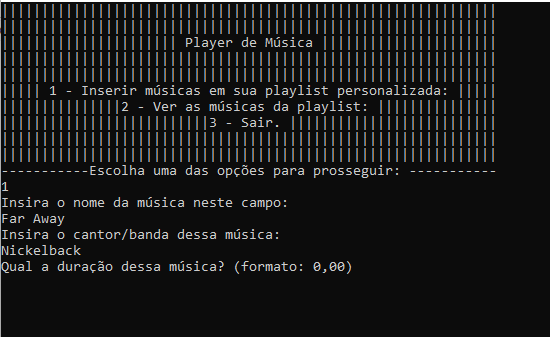 Player de Música
1 - Inserir músicas em sua playlist personalizada:
2 - Ver as músicas da playlist:
3 - Sair.
-----------Escolha uma das opções para prosseguir: -----------
1
Insira o nome da música neste campo:
Far Away
Insira o cantor/banda dessa música:
Nickelback
Qual a duração dessa música? (formato: 0,00)